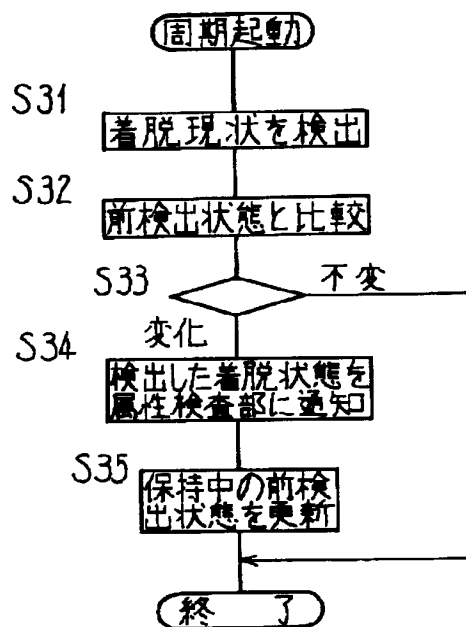 周期起動
S31
着脱現状を検出
S32
前検出状態と比較
S33
不変
変化
S34
検出した着脱状態を
属性検査部に通知
S35
保持中の前検
出状態を更新
終 了